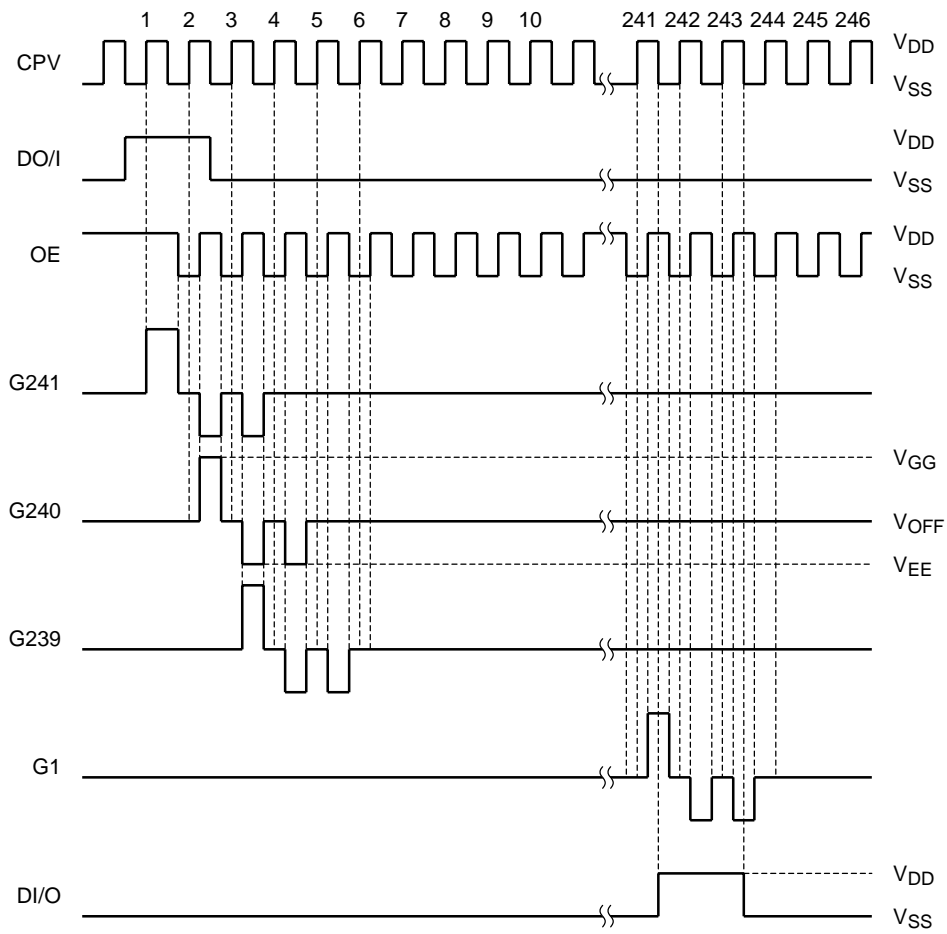 1 2 3 4 5 6 7 8 9 10 241 242 243 244 245 246
CPV VDD
VSS
DO/I VDD
VSS
OE VDD
VSS
G241
VGG
G240 VOFF
VEE
G239
G1
VDD
DI/O VSS